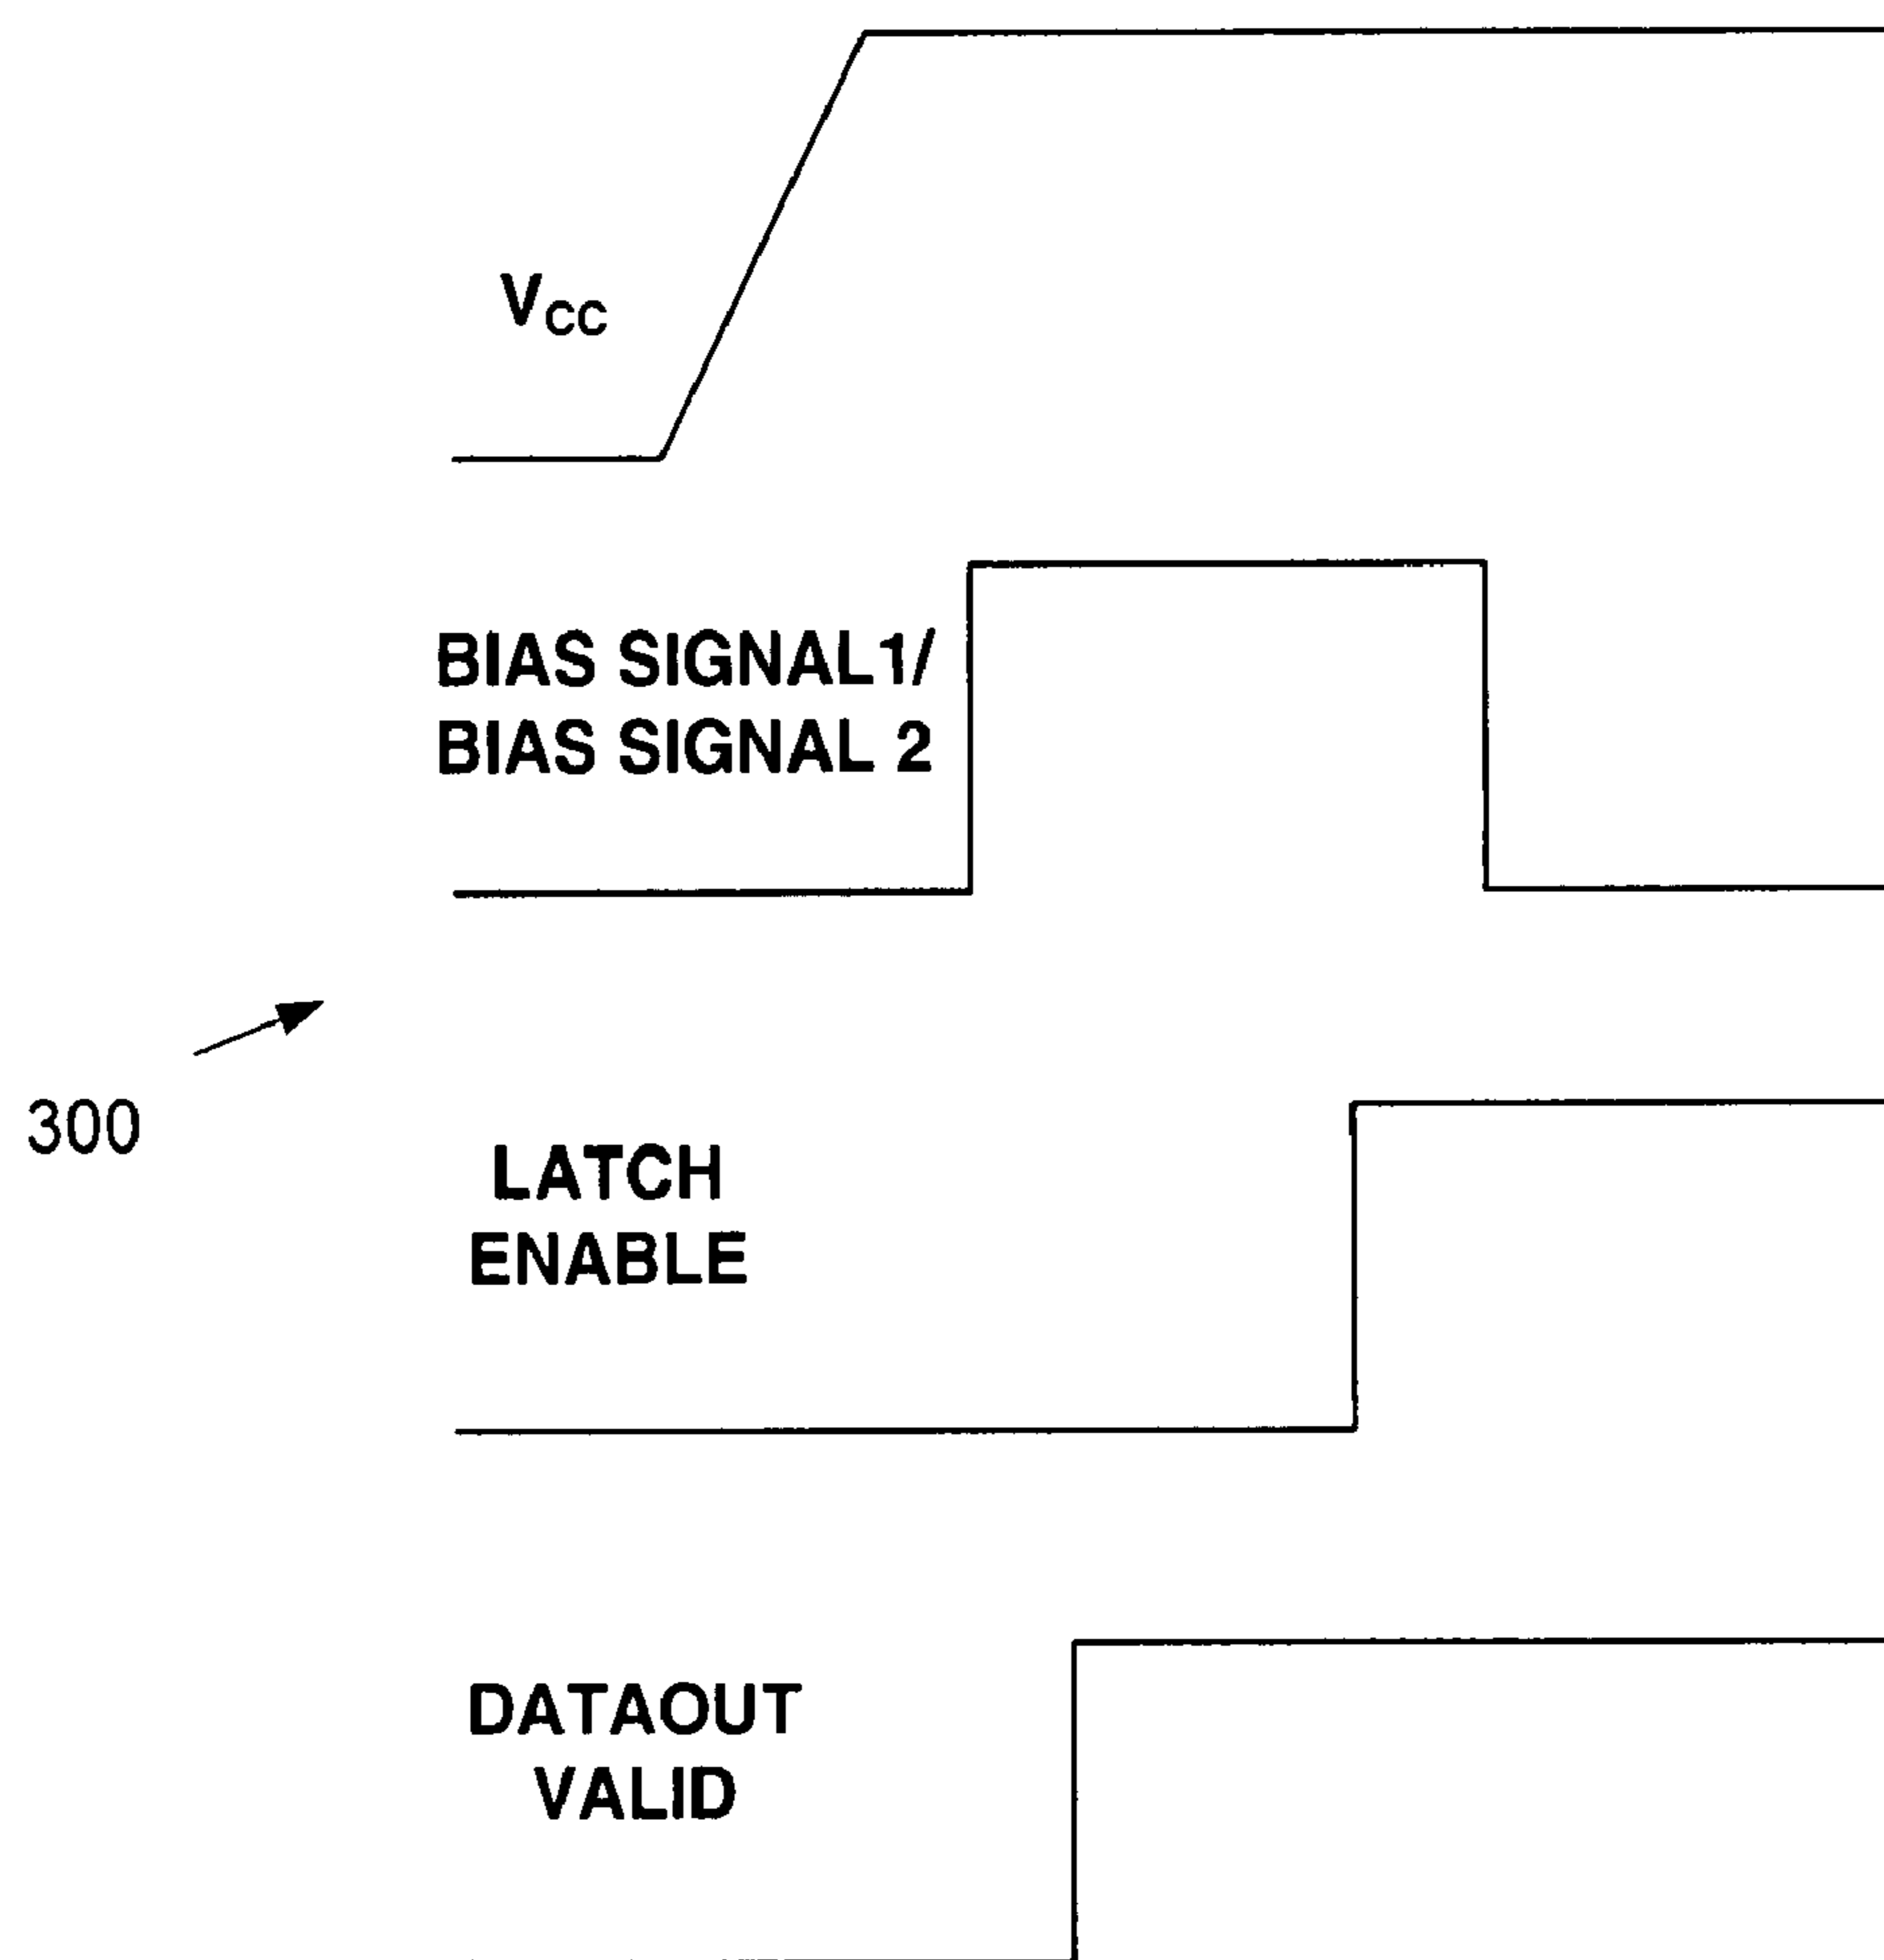 VCC
BIAS SIGNAL1/
BIAS SIGNAL 2
300
LATCH
ENABLE
DATAOUT
VALID